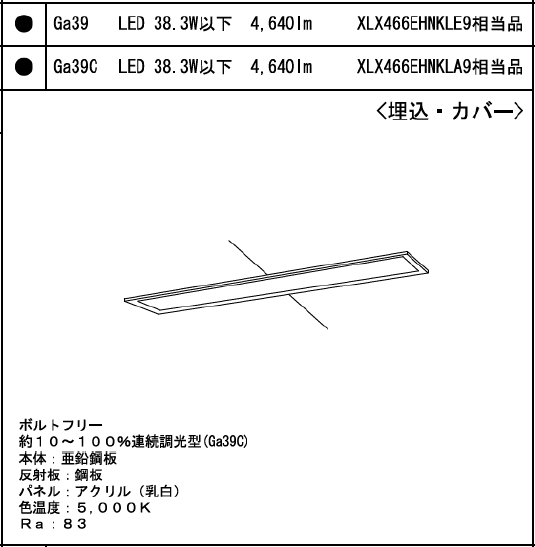 ● Ga39 LED 38.3W以下 4,640lm XLX466EHNKLE9相当品
● Ga39C LED 38.3W以下 4,640lm XLX466EHNKLA9相当品
〈埋込・カバー〉
ボルトフリー
約10~100%連続調光型(Ga39C)
本体:亜鉛鋼板
反射板:鋼板
パネル:アクリル(乳白)
色温度:5,000K
Ra:83